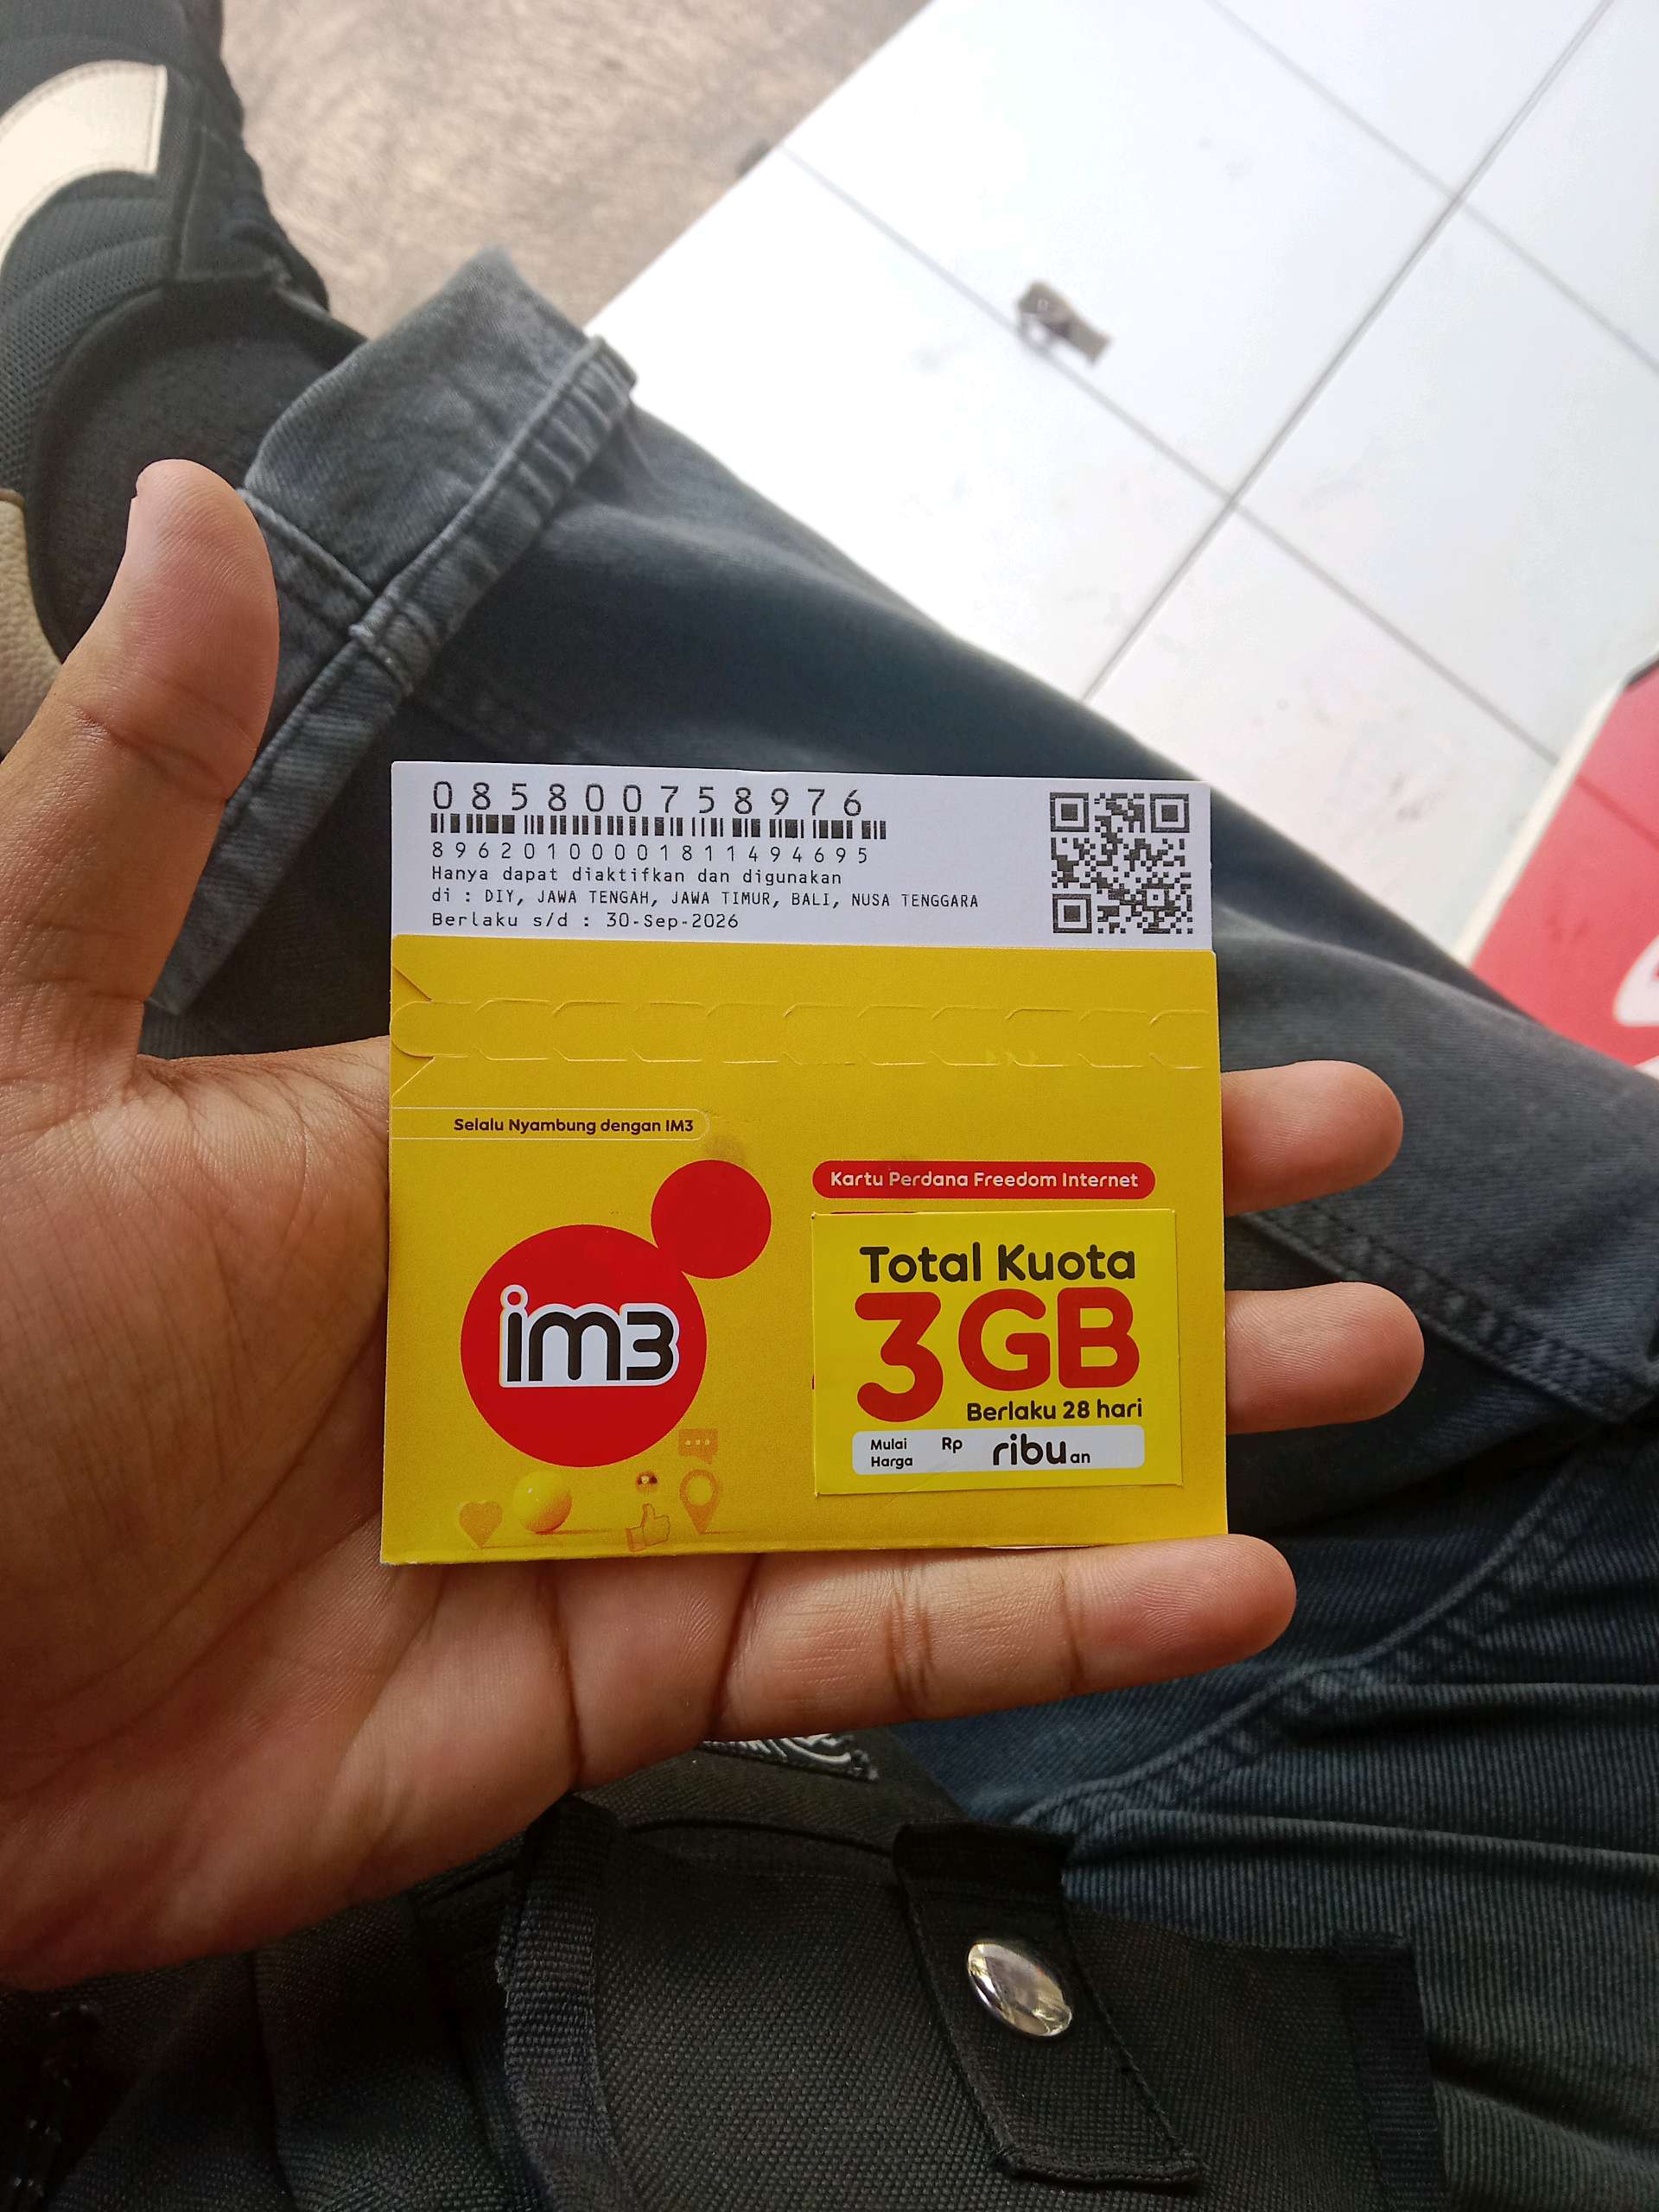 085800758976
89620100001811494695
Hanya dapat diaktifkan dan digunakan
di : DIY, JAWA TENGAH, JAWA TIMUR, BALI, NUSA TENGGARA
Berlaku s/d : 30-Sep-2026
Selalu Nyambung dengan IM3
im3
Kartu Perdana Freedom Internet
Total Kuota
3GB
Berlaku 28 hari
Mulai Harga Rp ribuan